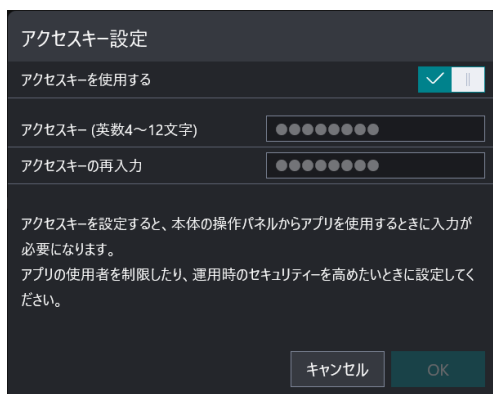 アクセスキー設定
アクセスキーを使用する
アクセスキー (英数4～12文字)
●●●●●●●●
アクセスキーの再入力
●●●●●●●●
アクセスキーを設定すると、本体の操作パネルからアプリを使用するときに入力が
必要になります。
アプリの使用者を制限したり、運用時のセキュリティーを高めたいときに設定してく
ださい。
キャンセル
OK